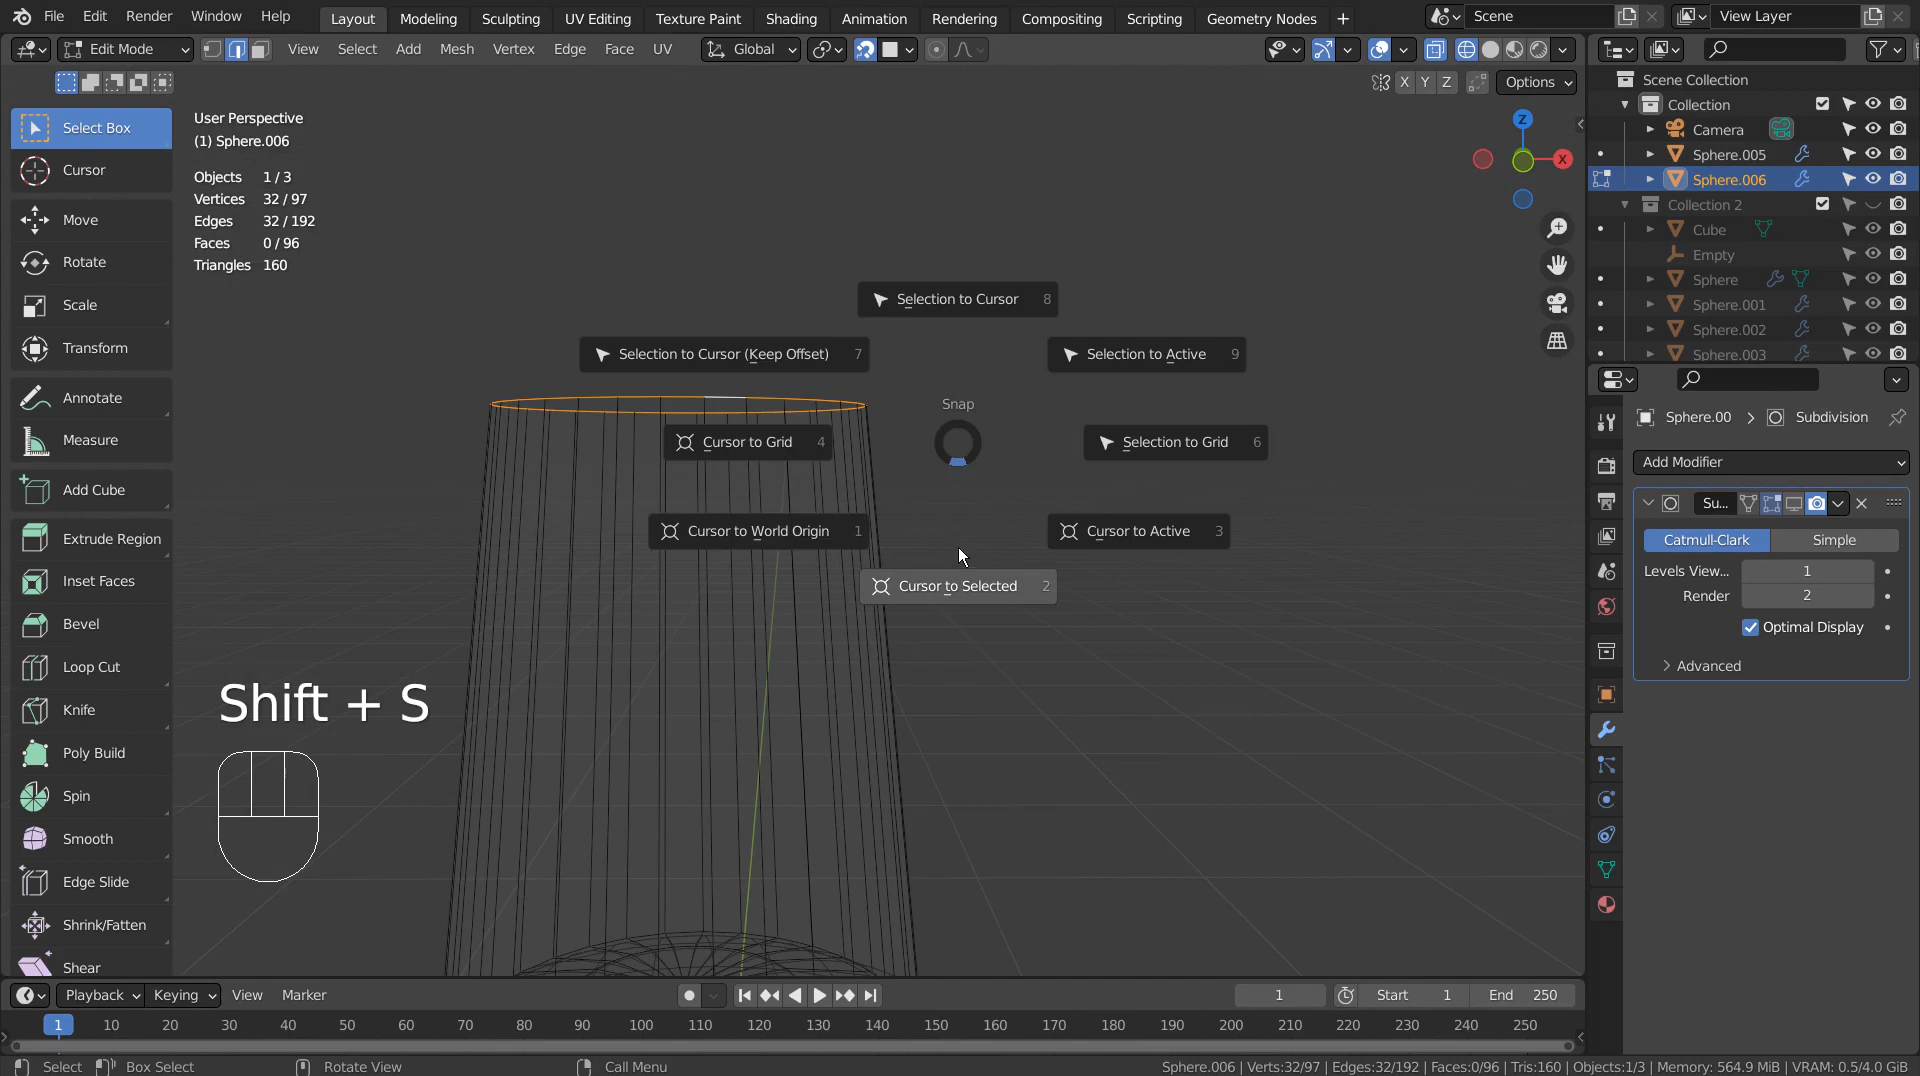 File Edit Render Window Help Layout Modeling Sculpting UV Editing Texture Paint Shading Animation Rendering Compositing Scripting Geometry Nodes + Scene View Layer
Edit Mode View Select Add Mesh Vertex Edge Face UV Global
X Y Z Options
Select Box
Cursor
Move
Rotate
Scale
Transform
Annotate
Measure
Add Cube
Extrude Region
Inset Faces
Bevel
Loop Cut
Knife
Poly Build
Spin
Smooth
Edge Slide
Shrink/Fatten
Shear
User Perspective
(1) Sphere.006
Objects 1 / 3
Vertices 32 / 97
Edges 32 / 192
Faces 0 / 96
Triangles 160
Z
X
Selection to Cursor 8
Selection to Cursor (Keep Offset) 7
Selection to Active 9
Snap
Cursor to Grid 4
Selection to Grid 6
Cursor to World Origin 1
Cursor to Active 3
Cursor to Selected 2
Shift + S
Scene Collection
Collection
Camera
Sphere.005
Sphere.006
Collection 2
Cube
Empty
Sphere
Sphere.001
Sphere.002
Sphere.003
Sphere.00 Subdivision
Add Modifier
Su...
Catmull-Clark Simple
Levels View... 1
Render 2
Optimal Display
Advanced
Playback Keying View Marker 1 Start 1 End 250
1 10 20 30 40 50 60 70 80 90 100 110 120 130 140 150 160 170 180 190 200 210 220 230 240 250
Select Box Select Rotate View Call Menu Sphere.006 | Verts:32/97 | Edges:32/192 | Faces:0/96 | Tris:160 | Objects:1/3 | Memory: 564.9 MiB | VRAM: 0.5/4.0 GiB